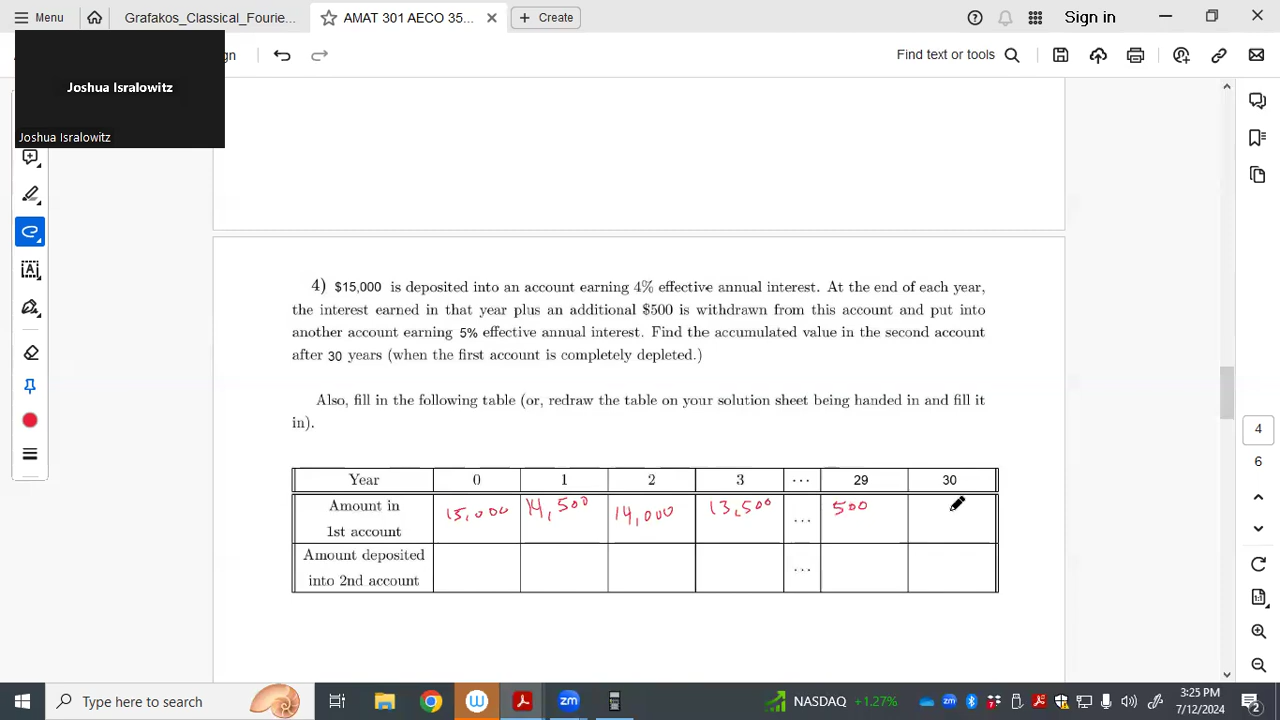 Menu
Grafakos_Classical_Fourie...
AMAT 301 AECO 35...
Create
Sign in
gn
Find text or tools
Joshua Isralowitz
Joshua Isralowitz
4) $15,000 is deposited into an account earning 4% effective annual interest. At the end of each year,
the interest earned in that year plus an additional $500 is withdrawn from this account and put into
another account earning 5% effective annual interest. Find the accumulated value in the second account
after 30 years (when the first account is completely depleted.)
Also, fill in the following table (or, redraw the table on your solution sheet being handed in and fill it
in).
Year 0 1 2 3 ... 29 30
Amount in
1st account 15,000 14,500 14,000 13,500 ... 500
Amount deposited
into 2nd account ...
4
6
Type here to search
NASDAQ +1.27%
3:25 PM
7/12/2024
2